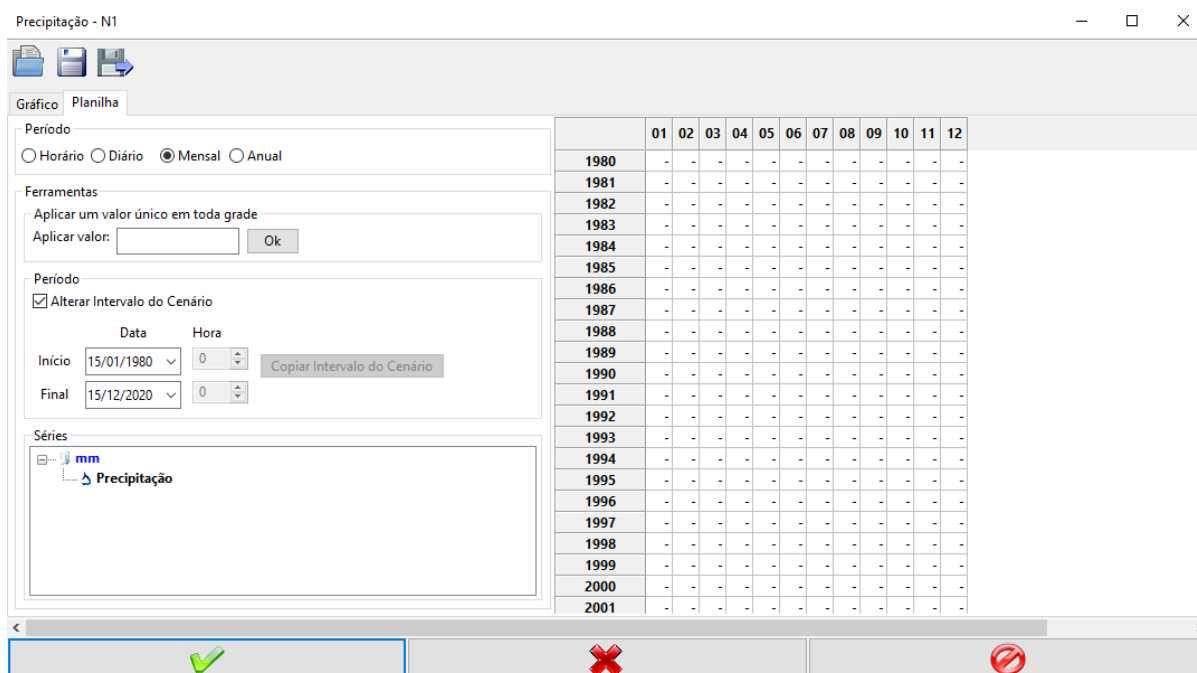 Precipitação - N1
Gráfico Planilha
Período
Horário Diário Mensal Anual
Ferramentas
Aplicar um valor único em toda grade
Aplicar valor: Ok
Período
Alterar Intervalo do Cenário
Data Hora
Início 15/01/1980 0 Copiar Intervalo do Cenário
Final 15/12/2020 0
Séries
mm
Precipitação
01 02 03 04 05 06 07 08 09 10 11 12
1980 - - - - - - - - - - - -
1981 - - - - - - - - - - - -
1982 - - - - - - - - - - - -
1983 - - - - - - - - - - - -
1984 - - - - - - - - - - - -
1985 - - - - - - - - - - - -
1986 - - - - - - - - - - - -
1987 - - - - - - - - - - - -
1988 - - - - - - - - - - - -
1989 - - - - - - - - - - - -
1990 - - - - - - - - - - - -
1991 - - - - - - - - - - - -
1992 - - - - - - - - - - - -
1993 - - - - - - - - - - - -
1994 - - - - - - - - - - - -
1995 - - - - - - - - - - - -
1996 - - - - - - - - - - - -
1997 - - - - - - - - - - - -
1998 - - - - - - - - - - - -
1999 - - - - - - - - - - - -
2000 - - - - - - - - - - - -
2001 - - - - - - - - - - - -